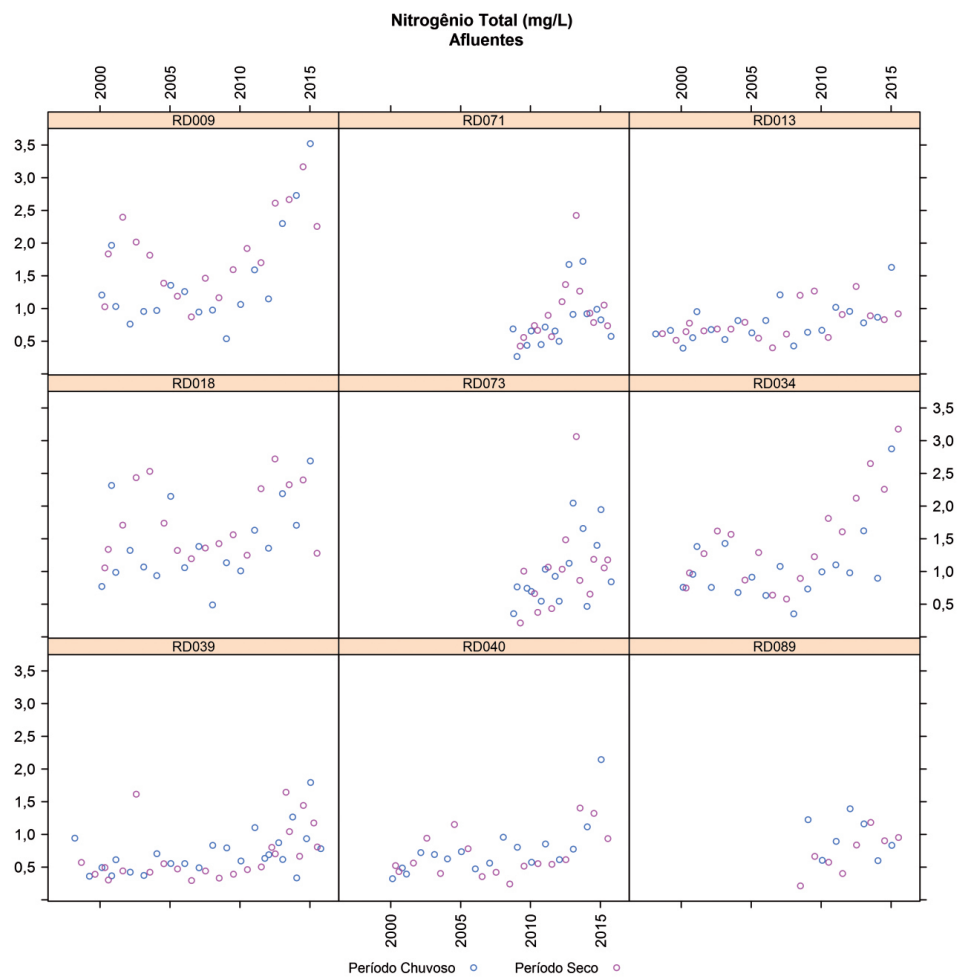 Nitrogênio Total (mg/L)
Afluentes
2000 2005 2010 2015 2000 2005 2010 2015
RD009 RD071 RD013
3,5
3,0
2,5
2,0
1,5
1,0
0,5
RD018 RD073 RD034
3,5
3,0
2,5
2,0
1,5
1,0
0,5
RD039 RD040 RD089
3,5
3,0
2,5
2,0
1,5
1,0
0,5
2000 2005 2010 2015
Período Chuvoso Período Seco